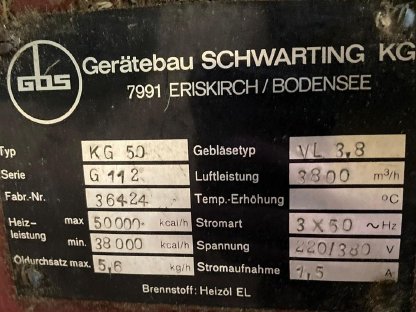 GBS
Gerätebau SCHWARTING KG
7991 ERISKIRCH/BODENSEE
Typ KG 50 Gebläsetyp VL 3,8
Serie G 112 Luftleistung 3800 m³/h
Fabr.-Nr. 36424 Temp.-Erhöhung °C
Heiz- max 50000 kcal/h Stromart 3 X 50 ~ Hz
leistung min. 38000 kcal/h Spannung 220/380 V
Öldurchsatz max. 5,6 kg/h Stromaufnahme 1,5 A
Brennstoff: Heizöl EL